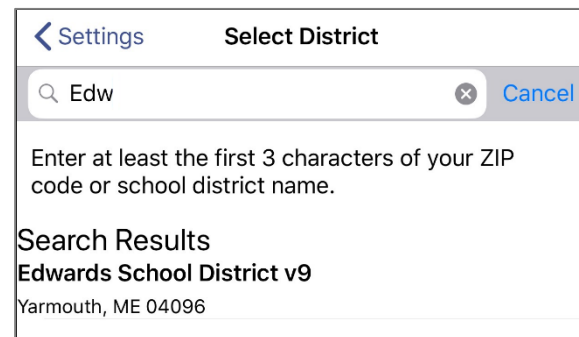 Settings Select District
Edw Cancel
Enter at least the first 3 characters of your ZIP
code or school district name.
Search Results
Edwards School District v9
Yarmouth, ME 04096